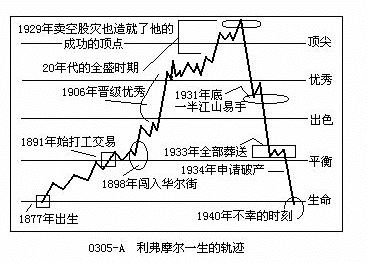 1929年卖空股灾也造就了他的
成功的顶点
顶尖
20年代的全盛时期
优秀
1906年晋级优秀
1931年底
一半江山易手
出色
1891年始打工交易
1933年全部葬送
平衡
1934年申请破产
1898年闯入华尔街
生命
1877年出生
1940年不幸的时刻
0305-A 利弗摩尔一生的轨迹